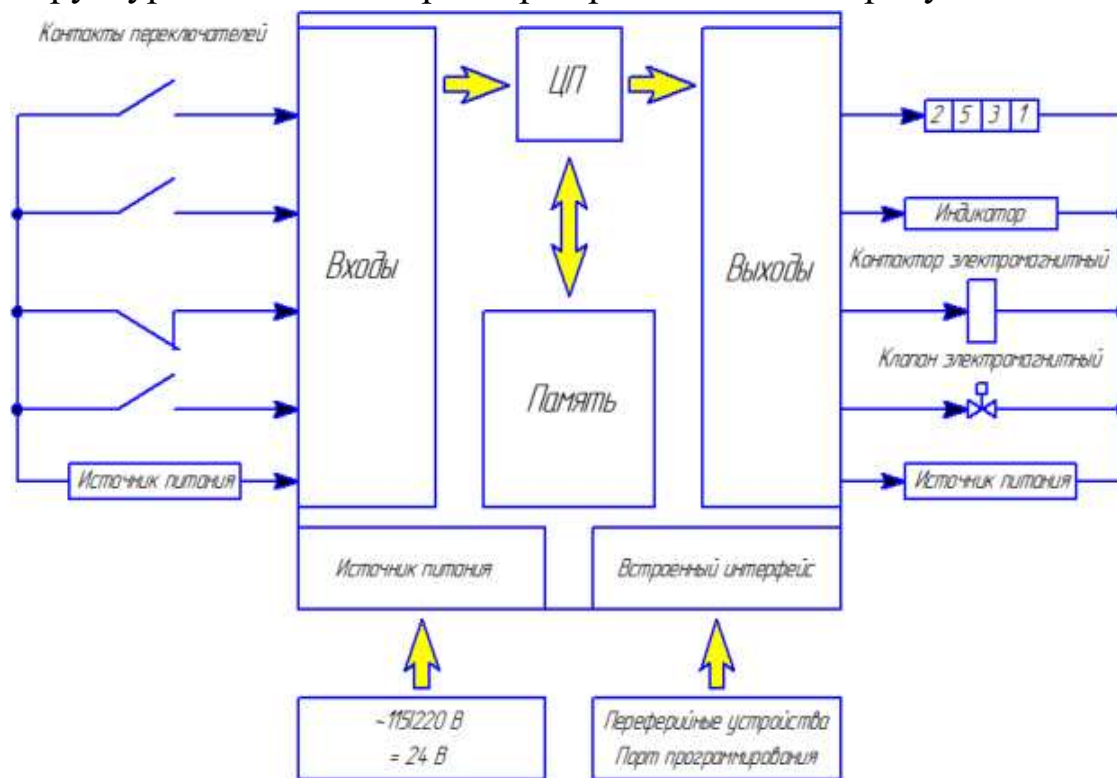 Контакты переключателей
ЦП
2 5 3 1
Индикатор
Входы
Выходы
Контактор электромагнитный
Клапан электромагнитный
Память
Источник питания
Источник питания
Источник питания
Встроенный интерфейс
~115/220 В
= 24 В
Переферийные устройства
Порт программирования